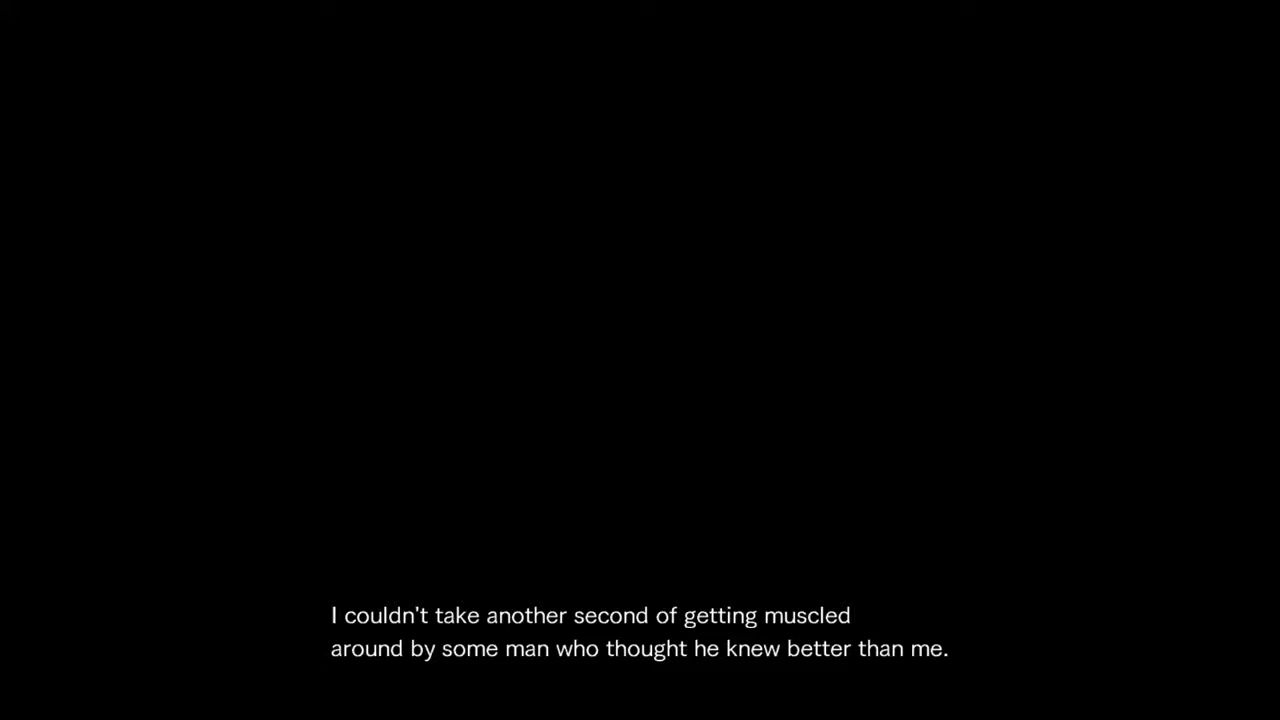 I couldn't take another second of getting muscled
around by some man who thought he knew better than me.